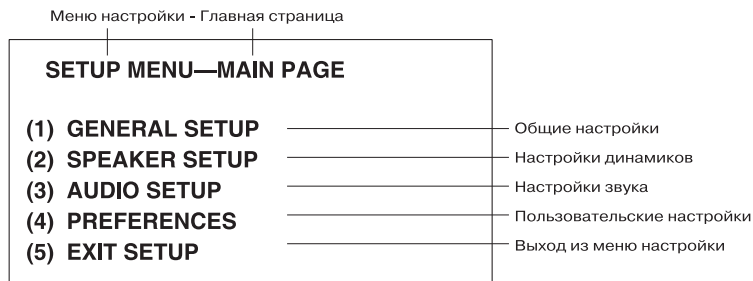 Меню настройки - Главная страница
SETUP MENU—MAIN PAGE
(1) GENERAL SETUP
Общие настройки
(2) SPEAKER SETUP
Настройки динамиков
(3) AUDIO SETUP
Настройки звука
(4) PREFERENCES
Пользовательские настройки
(5) EXIT SETUP
Выход из меню настройки